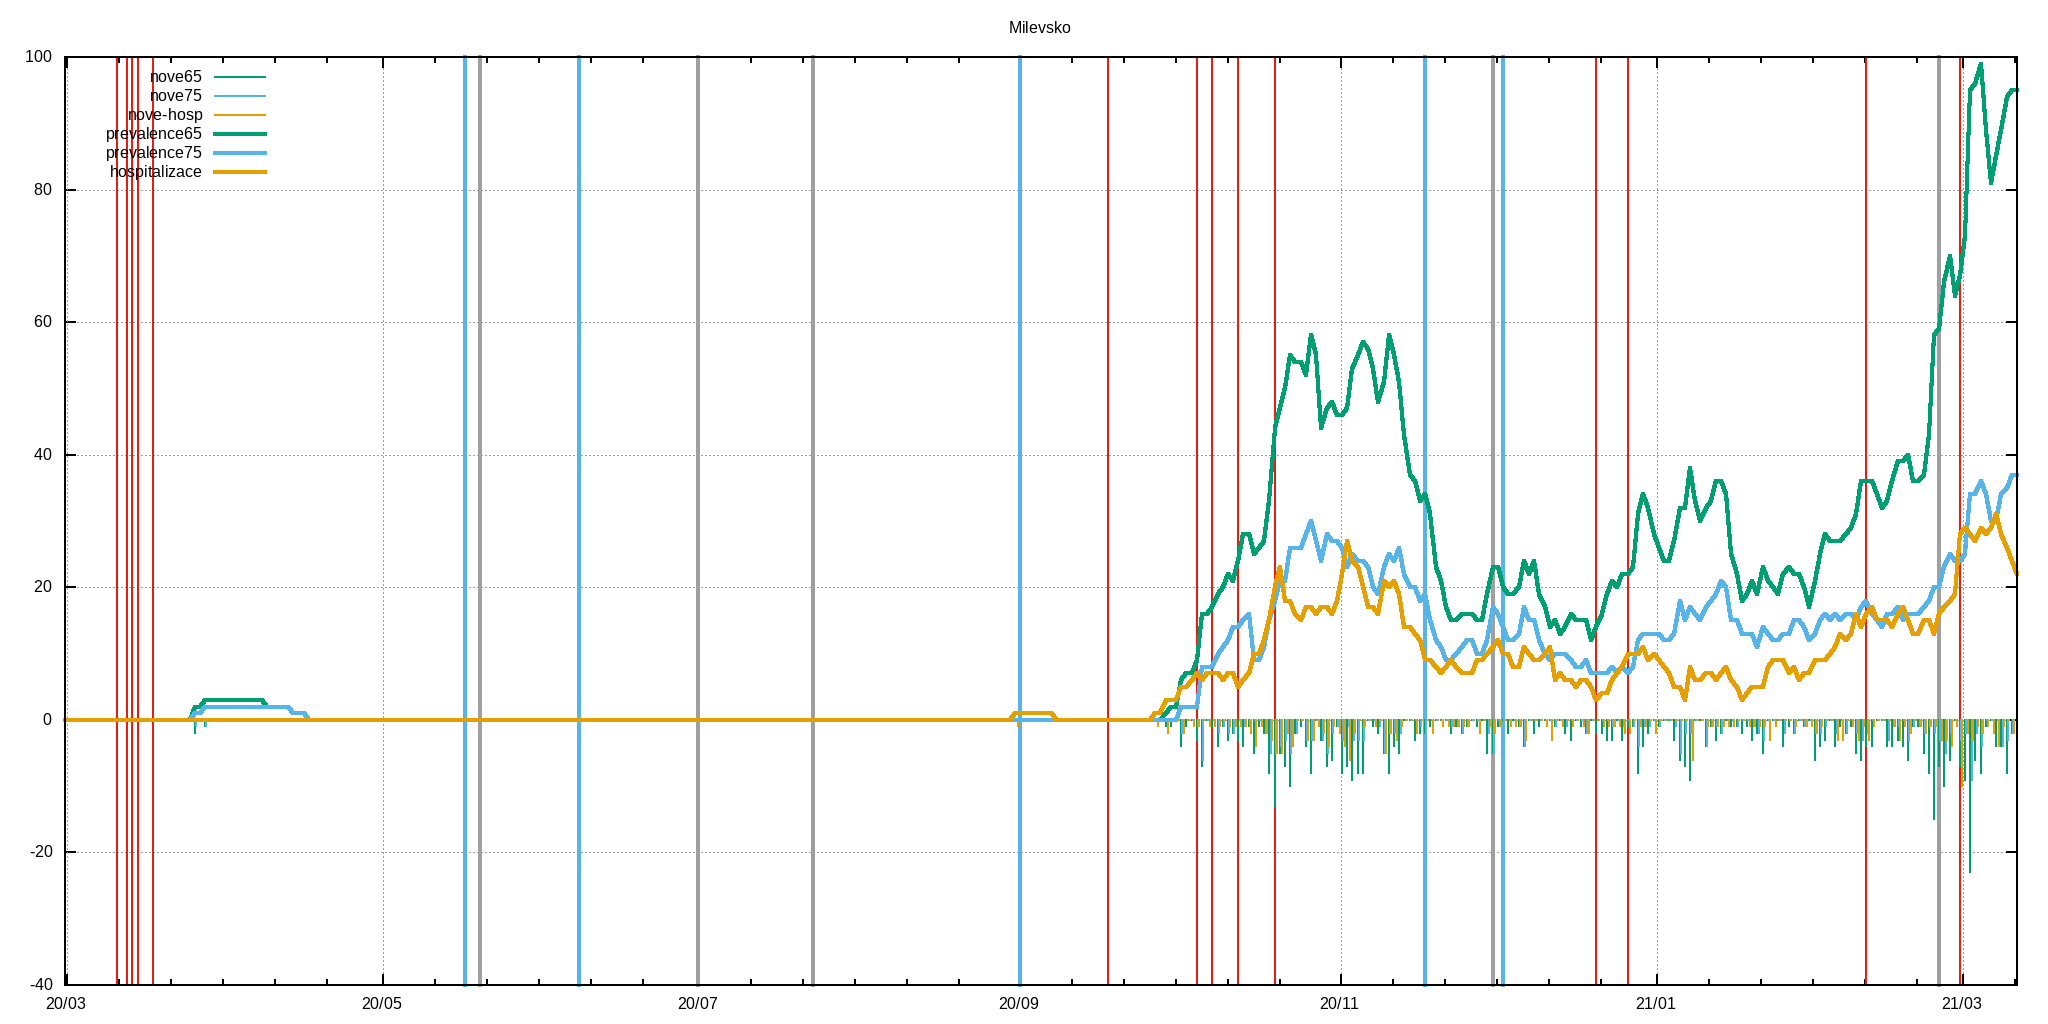 Milevsko
100
80
60
40
20
0
-20
-40
nove65
nove75
nove-hosp
prevalence65
prevalence75
hospitalizace
20/03 20/05 20/07 20/09 20/11 21/01 21/03